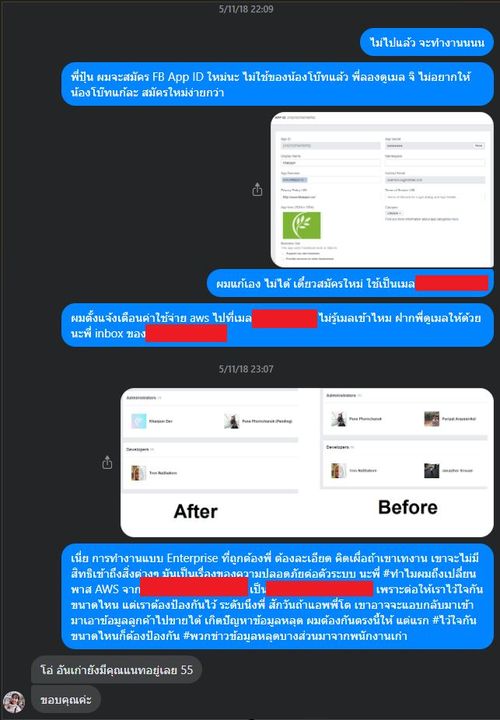 5/11/18 22:09
ไม่ไปแล้ว จะทำงานนนน
พี่ปุ้น ผมจะสมัคร FB App ID ใหม่นะ ไม่ใช้ของน้องโบ๊ทแล้ว พี่ลองดูเมล จิ ไม่อยากให้
น้องโบ๊ทแก้ละ สมัครใหม่ง่ายกว่า
App ID
Display Name
Namespace
Privacy Policy URL
Category
ผมแก้เอง ไม่ได้ เดี๋ยวสมัครใหม่ ใช้เป็นเมล
ผมตั้งแจ้งเตือนค่าใช้จ่าย aws ไปที่เมล ไม่รู้เมลเข้าไหม ฝากพี่ดูเมลให้ด้วย
นะพี่ inbox ของ
5/11/18 23:07
Administrators
Administrators
Khaojaon Dev
Puna Phumchanok (Pending)
Puna Phumchanok
Developers
Developers
Tron Natthakorn
Tron Natthakorn
After
Before
เนี่ย การทำงานแบบ Enterprise ที่ถูกต้องพี่ ต้องละเอียด คิดเผื่อถ้าเขาเทงาน เขาจะไม่มี
สิทธิเข้าถึงสิ่งต่างๆ มันเป็นเรื่องของความปลอดภัยต่อตัวระบบ นะพี่ #ทำไมผมถึงเปลี่ยน
พาส AWS จาก เป็น เพราะต่อให้เราไว้ใจกัน
ขนาดไหน แต่เราต้องป้องกันไว้ ระดับนึงพี่ สักวันถ้าแอพพี่โต เขาอาจจะแอบกลับมาเข้า
มาเอาข้อมูลลูกค้าไปขายได้ เกิดปัญหาข้อมูลหลุด ผมต้องกันตรงนี้ให้ แต่แรก #ไว้ใจกัน
ขนาดไหนก็ต้องป้องกัน #พวกข่าวข้อมูลหลุดบางส่วนมาจากพนักงานเก่า
โอ๋ อันเก่ายังมีคุณแนทอยู่เลย 55
ขอบคุณค่ะ